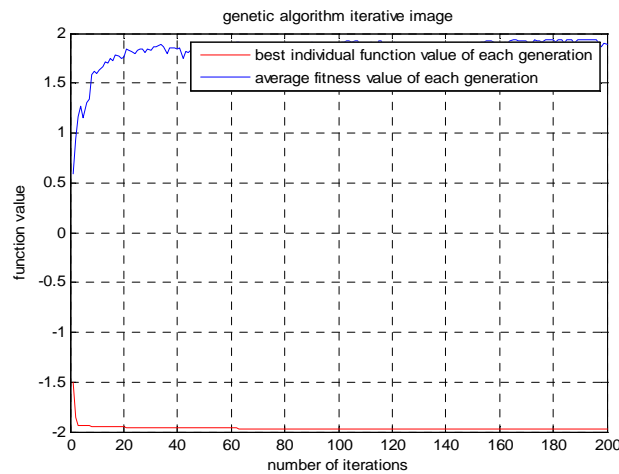 genetic algorithm iterative image
best individual function value of each generation
average fitness value of each generation
function value
2
1.5
1
0.5
0
-0.5
-1
-1.5
-2
0 20 40 60 80 100 120 140 160 180 200
number of iterations